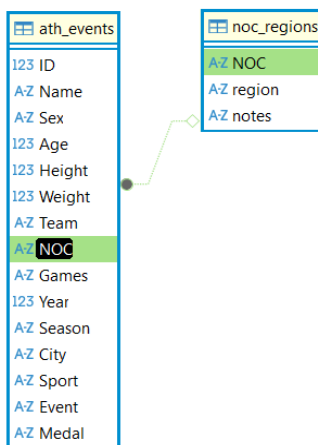 ath_events
123 ID
A-Z Name
A-Z Sex
123 Age
123 Height
123 Weight
A-Z Team
A-Z NOC
A-Z Games
123 Year
A-Z Season
A-Z City
A-Z Sport
A-Z Event
A-Z Medal
noc_regions
A-Z NOC
A-Z region
A-Z notes